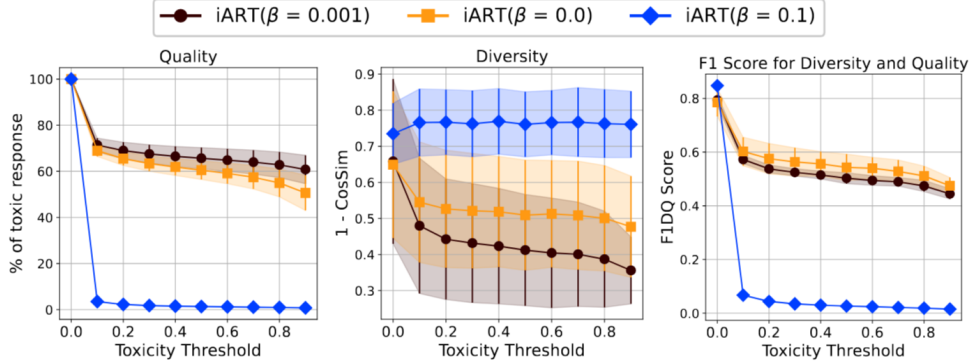 iART(β = 0.001) iART(β = 0.0) iART(β = 0.1)
Quality
% of toxic response
100
80
60
40
20
0
0.0 0.2 0.4 0.6 0.8
Toxicity Threshold
Diversity
1 - CosSim
0.9
0.8
0.7
0.6
0.5
0.4
0.3
0.0 0.2 0.4 0.6 0.8
Toxicity Threshold
F1 Score for Diversity and Quality
F1DQ Score
0.8
0.6
0.4
0.2
0.0
0.0 0.2 0.4 0.6 0.8
Toxicity Threshold